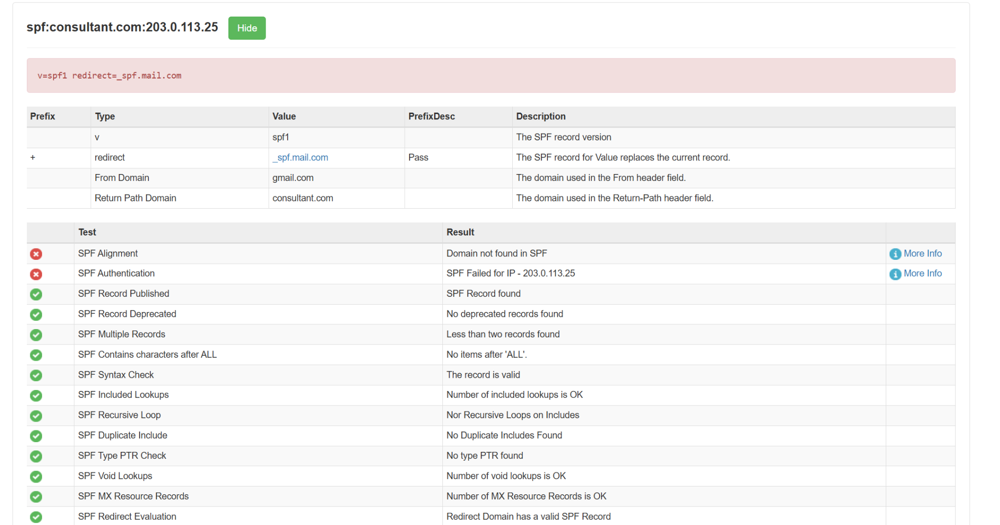 spf:consultant.com:203.0.113.25 Hide
v=spf1 redirect=_spf.mail.com
Prefix Type Value PrefixDesc Description
v spf1 The SPF record version
+ redirect _spf.mail.com Pass The SPF record for Value replaces the current record.
From Domain gmail.com The domain used in the From header field.
Return Path Domain consultant.com The domain used in the Return-Path header field.
Test Result
SPF Alignment Domain not found in SPF More Info
SPF Authentication SPF Failed for IP - 203.0.113.25 More Info
SPF Record Published SPF Record found
SPF Record Deprecated No deprecated records found
SPF Multiple Records Less than two records found
SPF Contains characters after ALL No items after 'ALL'.
SPF Syntax Check The record is valid
SPF Included Lookups Number of included lookups is OK
SPF Recursive Loop Nor Recursive Loops on Includes
SPF Duplicate Include No Duplicate Includes Found
SPF Type PTR Check No type PTR found
SPF Void Lookups Number of void lookups is OK
SPF MX Resource Records Number of MX Resource Records is OK
SPF Redirect Evaluation Redirect Domain has a valid SPF Record